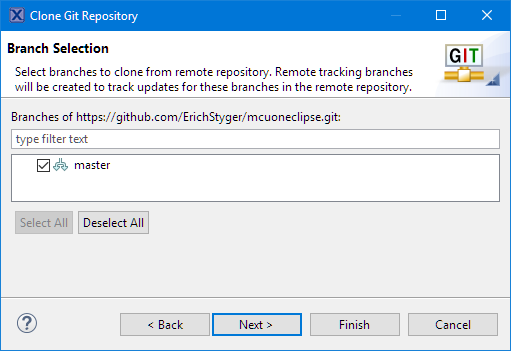 Clone Git Repository
Branch Selection
Select branches to clone from remote repository. Remote tracking branches
will be created to track updates for these branches in the remote repository.
GIT
Branches of https://github.com/ErichStyger/mcuoneclipse.git:
type filter text
master
Select All
Deselect All
?
< Back
Next >
Finish
Cancel